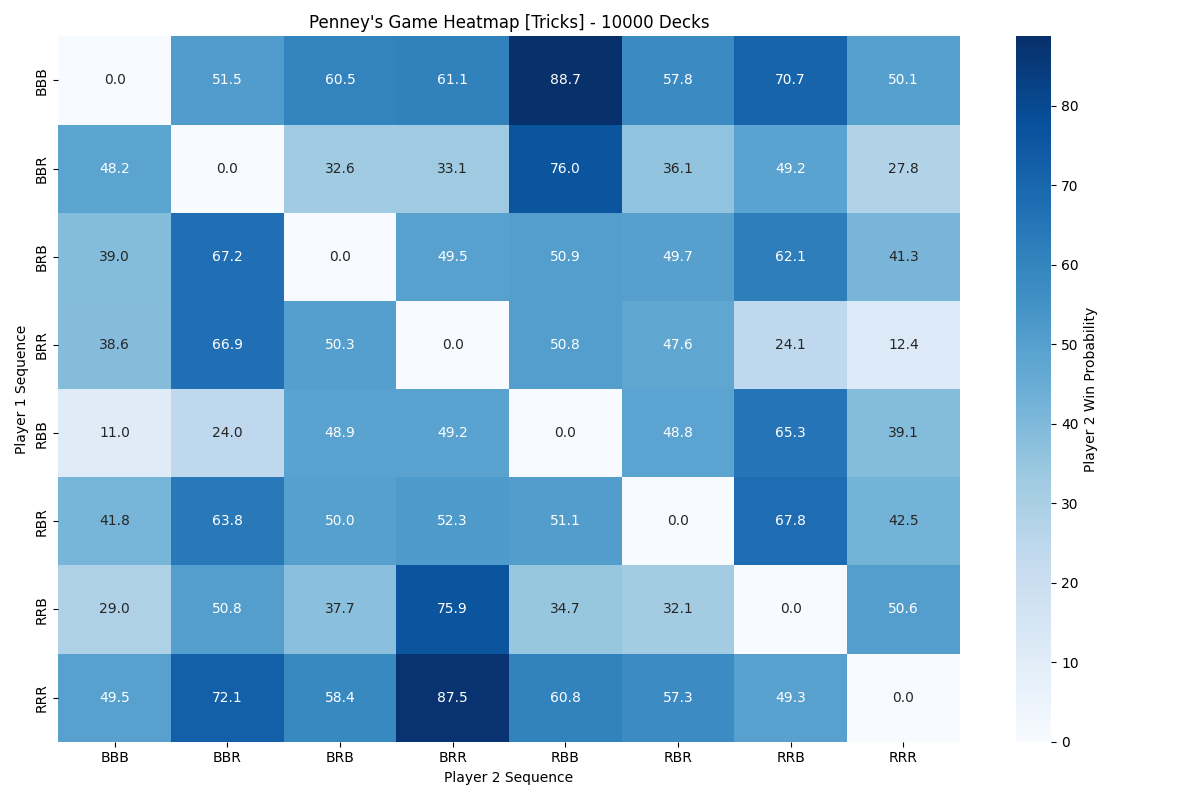 Penney's Game Heatmap [Tricks] - 10000 Decks
BBB 0.0 51.5 60.5 61.1 88.7 57.8 70.7 50.1
BBR 48.2 0.0 32.6 33.1 76.0 36.1 49.2 27.8
BRB 39.0 67.2 0.0 49.5 50.9 49.7 62.1 41.3
BRR 38.6 66.9 50.3 0.0 50.8 47.6 24.1 12.4
RBB 11.0 24.0 48.9 49.2 0.0 48.8 65.3 39.1
RBR 41.8 63.8 50.0 52.3 51.1 0.0 67.8 42.5
RRB 29.0 50.8 37.7 75.9 34.7 32.1 0.0 50.6
RRR 49.5 72.1 58.4 87.5 60.8 57.3 49.3 0.0
BBB BBR BRB BRR RBB RBR RRB RRR
Player 2 Sequence
Player 1 Sequence
80
70
60
50
40
30
20
10
0
Player 2 Win Probability